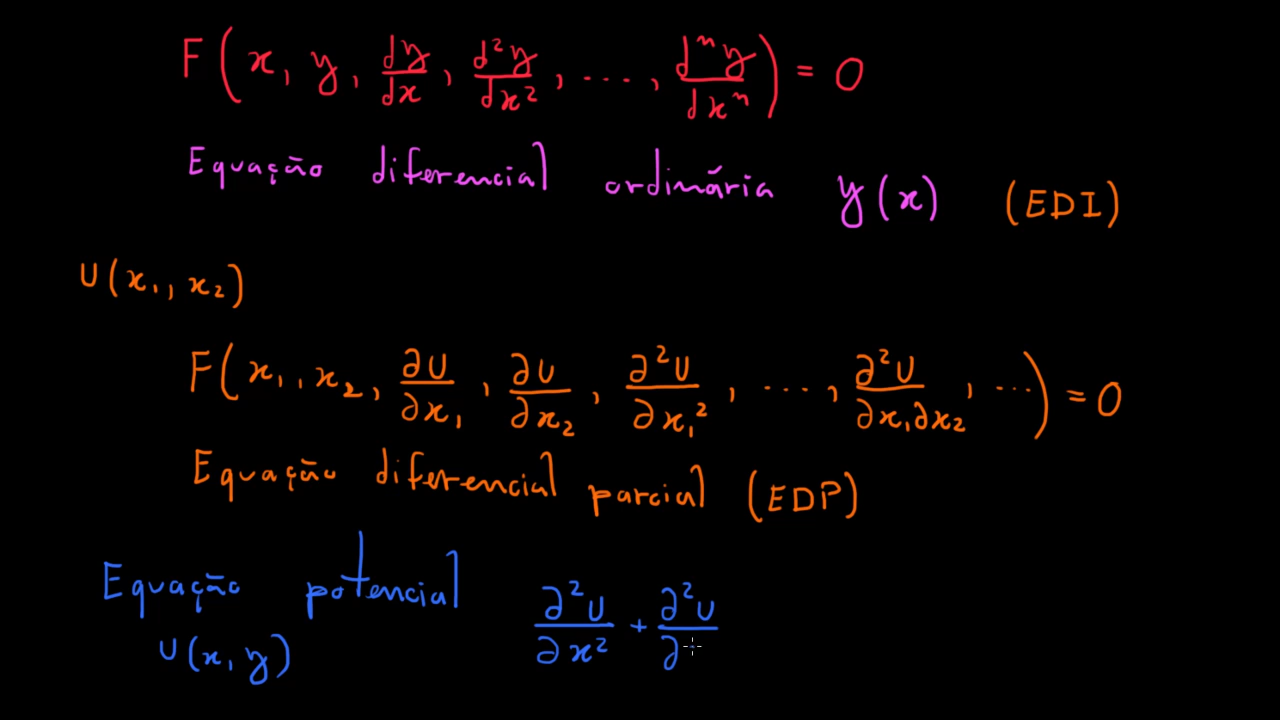 F(x, y, dy/dx, d²y/dx², ..., dⁿy/dxⁿ) = 0
Equação diferencial ordinária y(x) (EDI)
U(x₁, x₂)
F(x₁, x₂, ∂U/∂x₁, ∂U/∂x₂, ∂²U/∂x₁², ..., ∂²U/∂x₁∂x₂, ...) = 0
Equação diferencial parcial (EDP)
Equação potencial ∂²U/∂x² + ∂²U/∂
U(x, y)